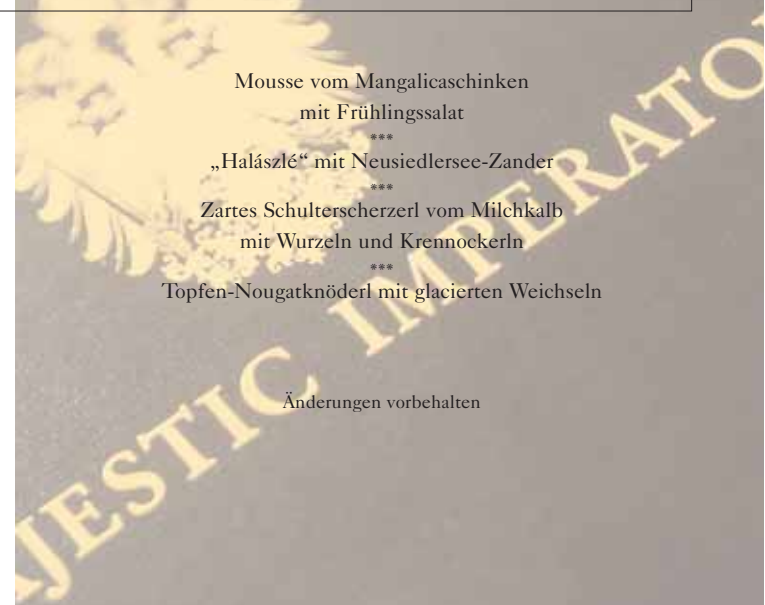 Mousse vom Mangalicaschinken
mit Frühlingssalat
***
„Halászlé“ mit Neusiedlersee-Zander
***
Zartes Schulterscherzerl vom Milchkalb
mit Wurzeln und Krennockerln
***
Topfen-Nougatknöderl mit glacierten Weichseln
Änderungen vorbehalten
AJESTIC IMPERATO